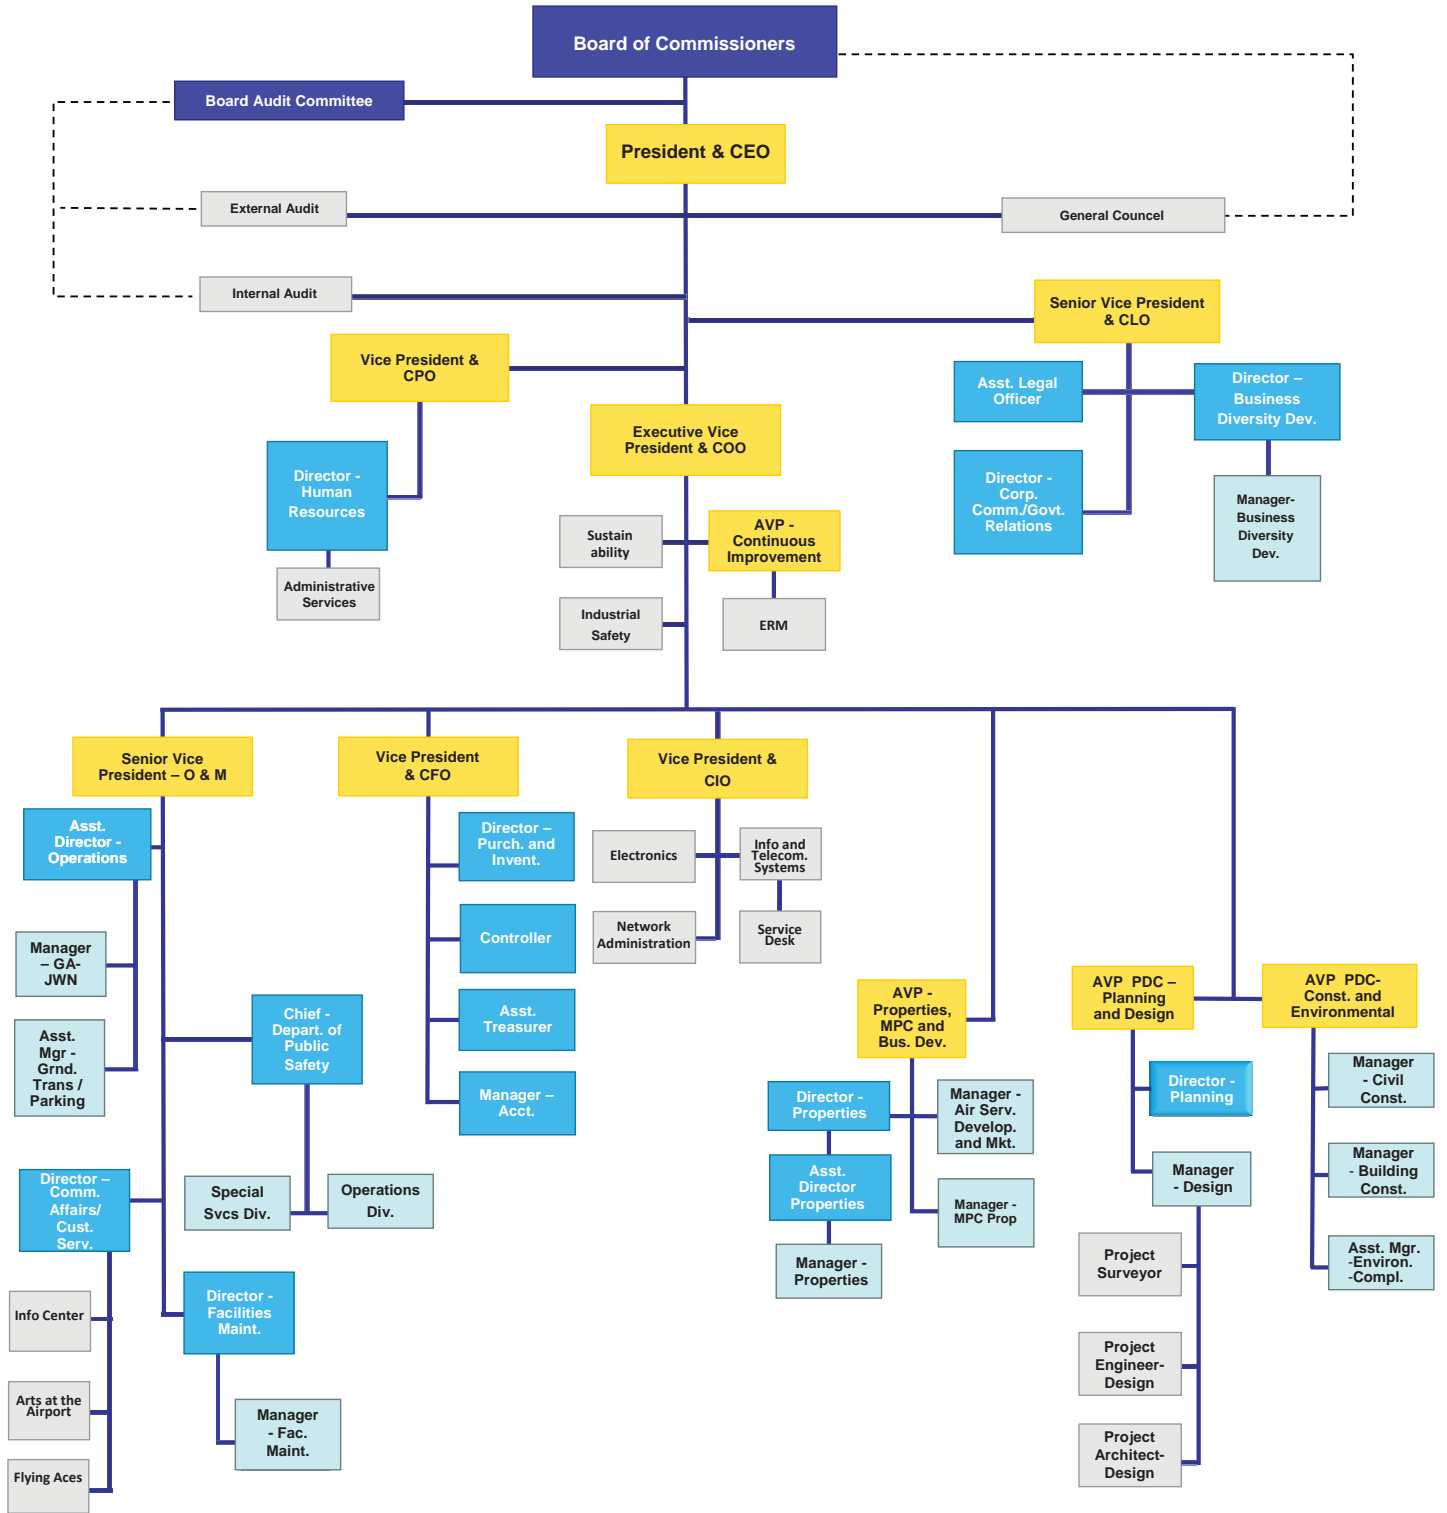 Board of Commissioners
Board Audit Committee
President & CEO
External Audit
General Councel
Internal Audit
Senior Vice President
& CLO
Vice President &
CPO
Asst. Legal
Officer
Director –
Business
Diversity Dev.
Executive Vice
President & COO
Director -
Human
Resources
Director -
Corp.
Comm./Govt.
Relations
Manager-
Business
Diversity
Dev.
Sustain
ability
AVP -
Continuous
Improvement
Administrative
Services
Industrial
Safety
ERM
Senior Vice
President – O & M
Vice President
& CFO
Vice President &
CIO
Asst.
Director -
Operations
Director –
Purch. and
Invent.
Electronics
Info and
Telecom.
Systems
Manager
– GA-
JWN
Controller
Network
Administration
Service
Desk
AVP -
Properties,
MPC and
Bus. Dev.
AVP PDC –
Planning
and Design
AVP PDC-
Const. and
Environmental
Asst.
Mgr -
Grnd.
Trans /
Parking
Chief -
Depart. of
Public
Safety
Asst.
Treasurer
Manager –
Acct.
Director -
Properties
Manager -
Air Serv.
Develop.
and Mkt.
Director -
Planning
Manager
- Civil
Const.
Director –
Comm.
Affairs/
Cust.
Serv.
Special
Svcs Div.
Operations
Div.
Asst.
Director
Properties
Manager -
MPC Prop
Manager
- Design
Manager
- Building
Const.
Manager -
Properties
Project
Surveyor
Asst. Mgr.
-Environ.
-Compl.
Info Center
Director -
Facilities
Maint.
Project
Engineer-
Design
Arts at the
Airport
Manager
- Fac.
Maint.
Project
Architect-
Design
Flying Aces